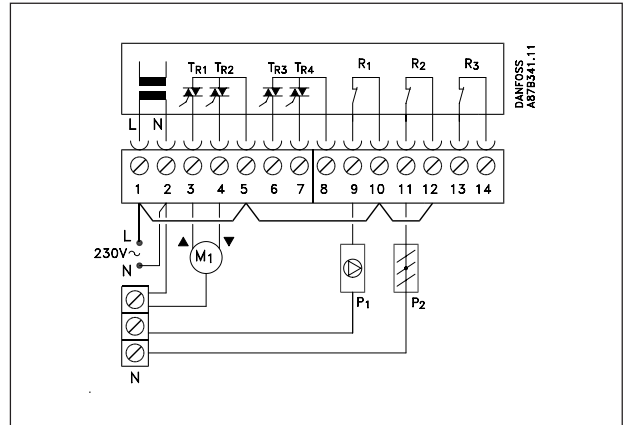 TR1 TR2 TR3 TR4 R1 R2 R3
DANFOSS
A87B341.11
L N
1 2 3 4 5 6 7 8 9 10 11 12 13 14
L
230V~
N
▲ M1 ▼
P1 P2
N